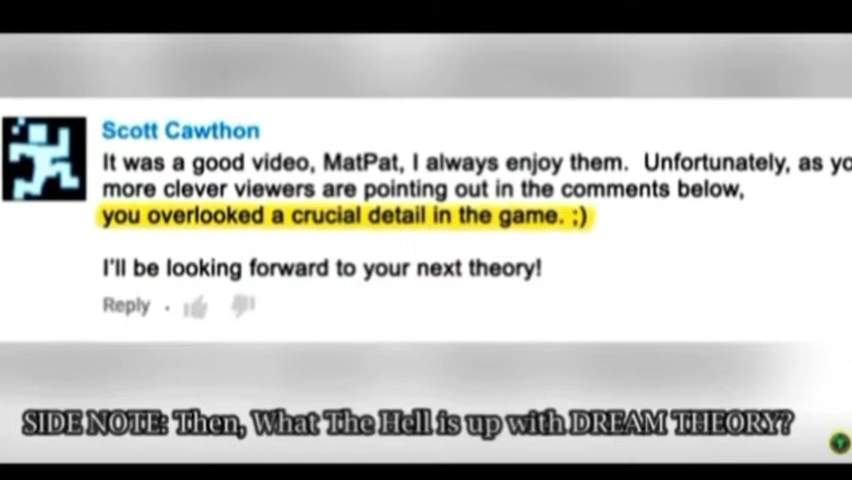 Scott Cawthon
It was a good video, MatPat, I always enjoy them. Unfortunately, as yo
more clever viewers are pointing out in the comments below,
you overlooked a crucial detail in the game. ;)
I'll be looking forward to your next theory!
Reply
SIDE NOTE: Then, What The Hell is up with DREAM THEORY?